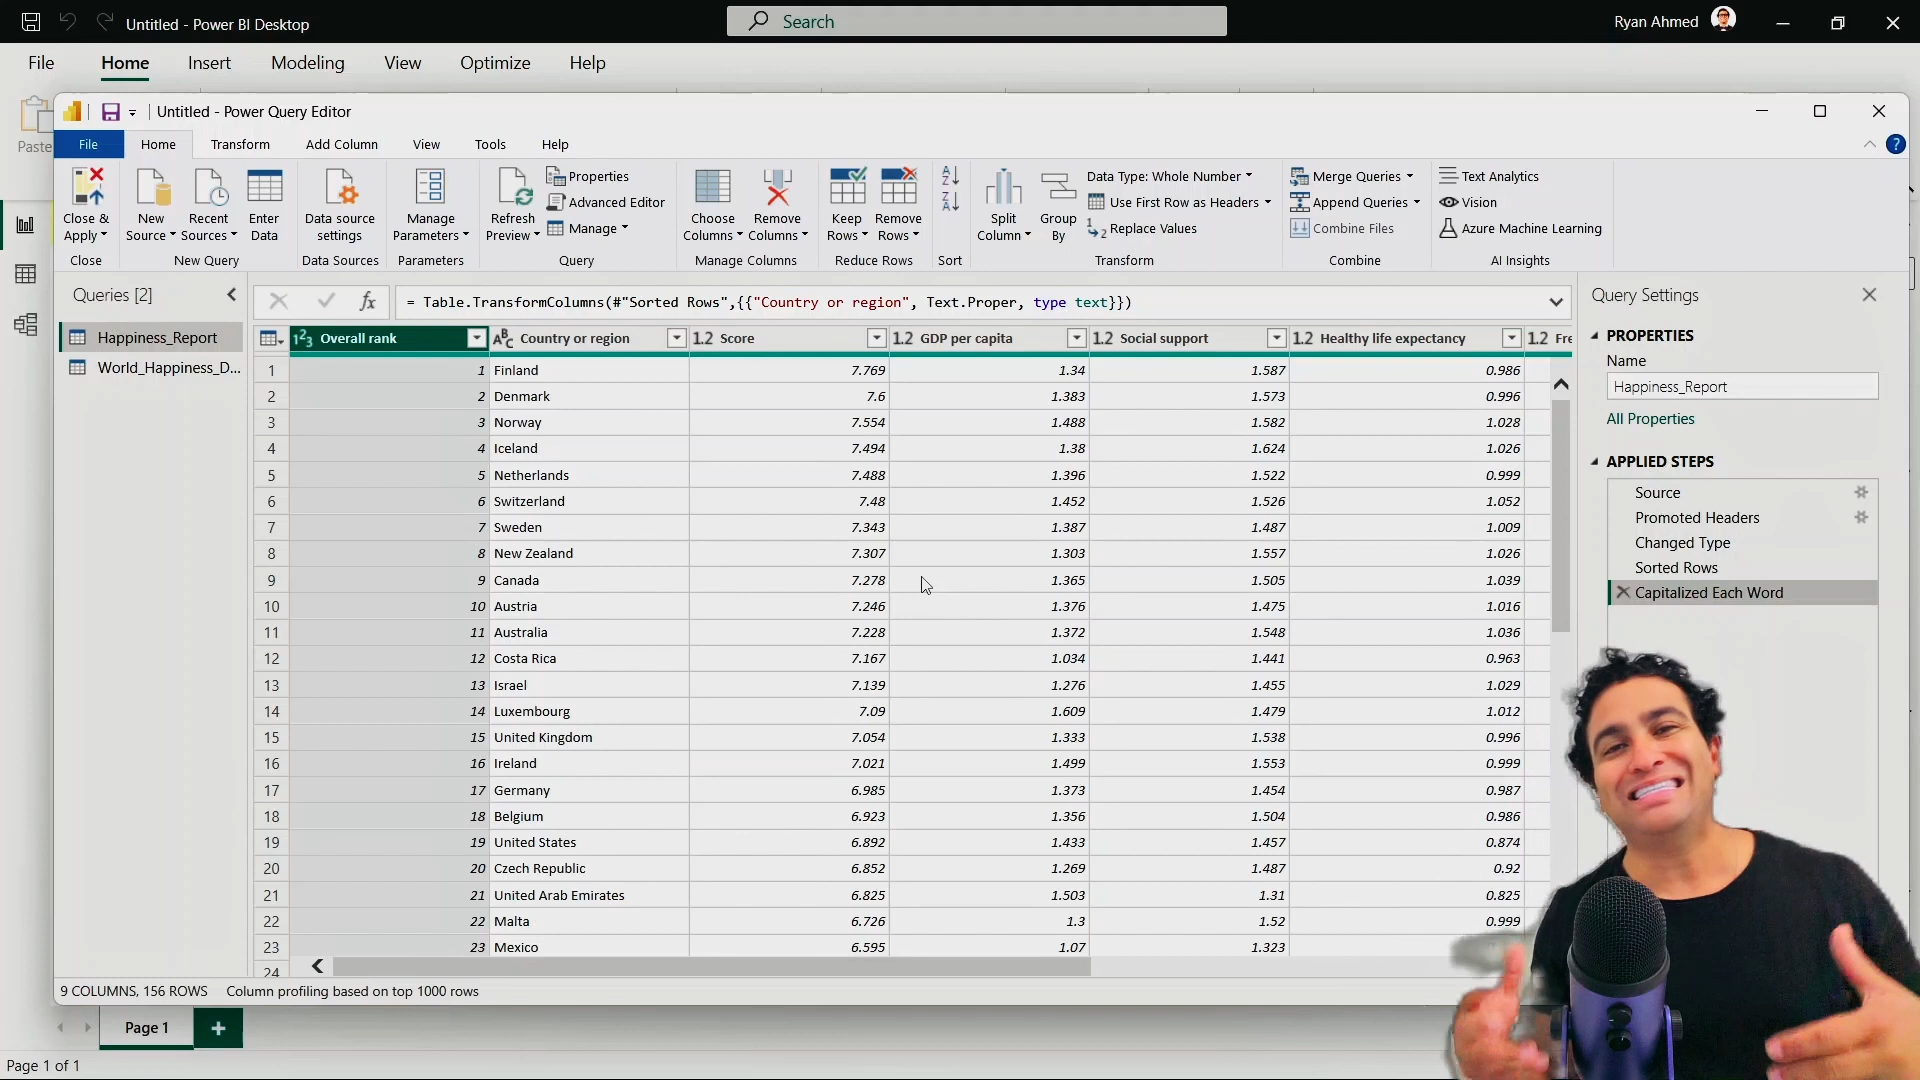 Untitled - Power BI Desktop
Search
Ryan Ahmed
File Home Insert Modeling View Optimize Help
Paste
Untitled - Power Query Editor
File Home Transform Add Column View Tools Help
Close & Apply
New Source
Recent Sources
Enter Data
Data source settings
Manage Parameters
Refresh Preview
Properties
Advanced Editor
Manage
Choose Columns
Remove Columns
Keep Rows
Remove Rows
Split Column
Group By
Data Type: Whole Number
Use First Row as Headers
Replace Values
Merge Queries
Append Queries
Combine Files
Text Analytics
Vision
Azure Machine Learning
Close New Query Data Sources Parameters Query Manage Columns Reduce Rows Sort Transform Combine AI Insights
Queries [2]
Happiness_Report
World_Happiness_D...
fx = Table.TransformColumns(#"Sorted Rows",{{"Country or region", Text.Proper, type text}})
123 Overall rank ABC Country or region 1.2 Score 1.2 GDP per capita 1.2 Social support 1.2 Healthy life expectancy 1.2 Fre
1 1 Finland 7.769 1.34 1.587 0.986
2 2 Denmark 7.6 1.383 1.573 0.996
3 3 Norway 7.554 1.488 1.582 1.028
4 4 Iceland 7.494 1.38 1.624 1.026
5 5 Netherlands 7.488 1.396 1.522 0.999
6 6 Switzerland 7.48 1.452 1.526 1.052
7 7 Sweden 7.343 1.387 1.487 1.009
8 8 New Zealand 7.307 1.303 1.557 1.026
9 9 Canada 7.278 1.365 1.505 1.039
10 10 Austria 7.246 1.376 1.475 1.016
11 11 Australia 7.228 1.372 1.548 1.036
12 12 Costa Rica 7.167 1.034 1.441 0.963
13 13 Israel 7.139 1.276 1.455 1.029
14 14 Luxembourg 7.09 1.609 1.479 1.012
15 15 United Kingdom 7.054 1.333 1.538 0.996
16 16 Ireland 7.021 1.499 1.553 0.999
17 17 Germany 6.985 1.373 1.454 0.987
18 18 Belgium 6.923 1.356 1.504 0.986
19 19 United States 6.892 1.433 1.457 0.874
20 20 Czech Republic 6.852 1.269 1.487 0.92
21 21 United Arab Emirates 6.825 1.503 1.31 0.825
22 22 Malta 6.726 1.3 1.52 0.999
23 23 Mexico 6.595 1.07 1.323
24
Query Settings
PROPERTIES
Name
Happiness_Report
All Properties
APPLIED STEPS
Source
Promoted Headers
Changed Type
Sorted Rows
Capitalized Each Word
9 COLUMNS, 156 ROWS Column profiling based on top 1000 rows
Page 1
Page 1 of 1